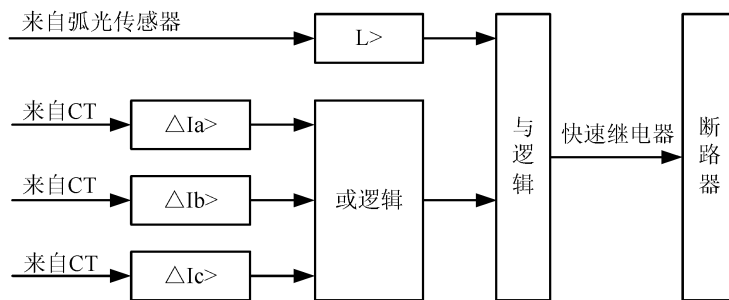 来自弧光传感器
L>
来自CT
△Ia>
来自CT
△Ib>
来自CT
△Ic>
或逻辑
与逻辑
快速继电器
断路器